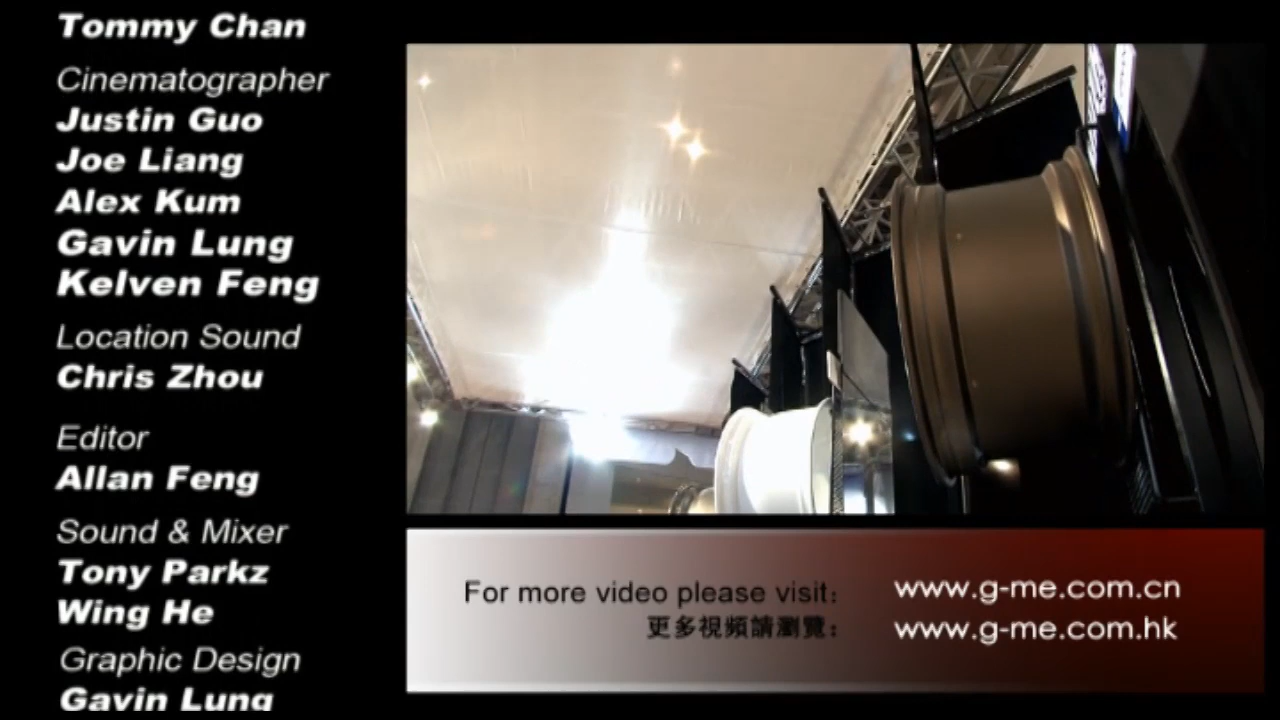 Tommy Chan
Cinematographer
Justin Guo
Joe Liang
Alex Kum
Gavin Lung
Kelven Feng
Location Sound
Chris Zhou
Editor
Allan Feng
Sound & Mixer
Tony Parkz
Wing He
Graphic Design
Gavin Lung
For more video please visit:
www.g-me.com.cn
更多視頻請瀏覽:
www.g-me.com.hk